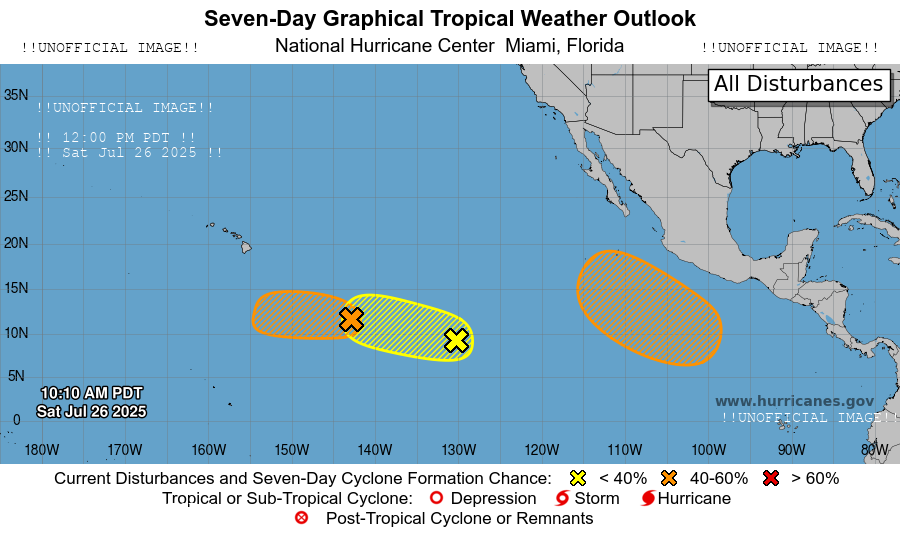 Seven-Day Graphical Tropical Weather Outlook
!!UNOFFICIAL IMAGE!! National Hurricane Center  Miami, Florida !!UNOFFICIAL IMAGE!!
All Disturbances
35N
!!UNOFFICIAL IMAGE!!
!! 12:00 PM PDT !!
30N
!! Sat Jul 26 2025 !!
25N
20N
15N
10N
5N
10:10 AM PDT
Sat Jul 26 2025
www.hurricanes.gov
0
!!UNOFFICIAL IMAGE!!
180W 170W 160W 150W 140W 130W 120W 110W 100W 90W 80W
Current Disturbances and Seven-Day Cyclone Formation Chance: < 40% 40-60% > 60%
Tropical or Sub-Tropical Cyclone: Depression Storm Hurricane
Post-Tropical Cyclone or Remnants